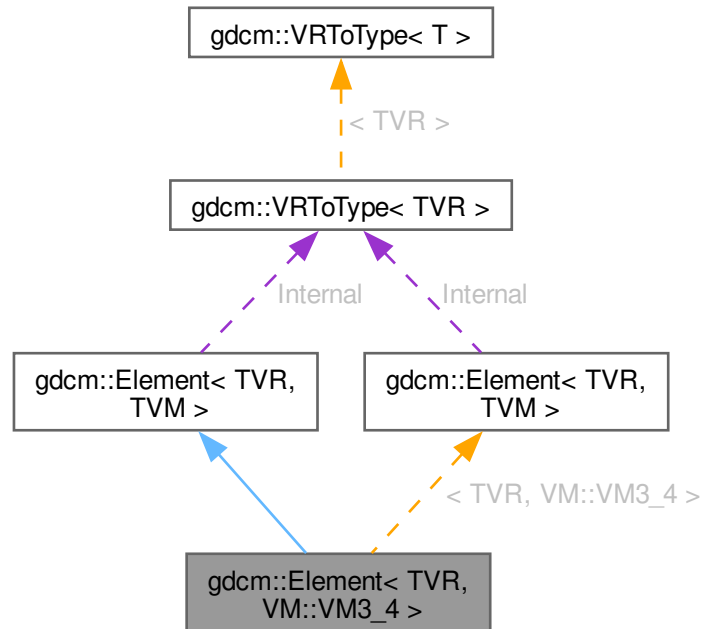 gdcm::VRToType< T >
< TVR >
gdcm::VRToType< TVR >
Internal
Internal
gdcm::Element< TVR,
TVM >
gdcm::Element< TVR,
TVM >
< TVR, VM::VM3_4 >
gdcm::Element< TVR,
VM::VM3_4 >